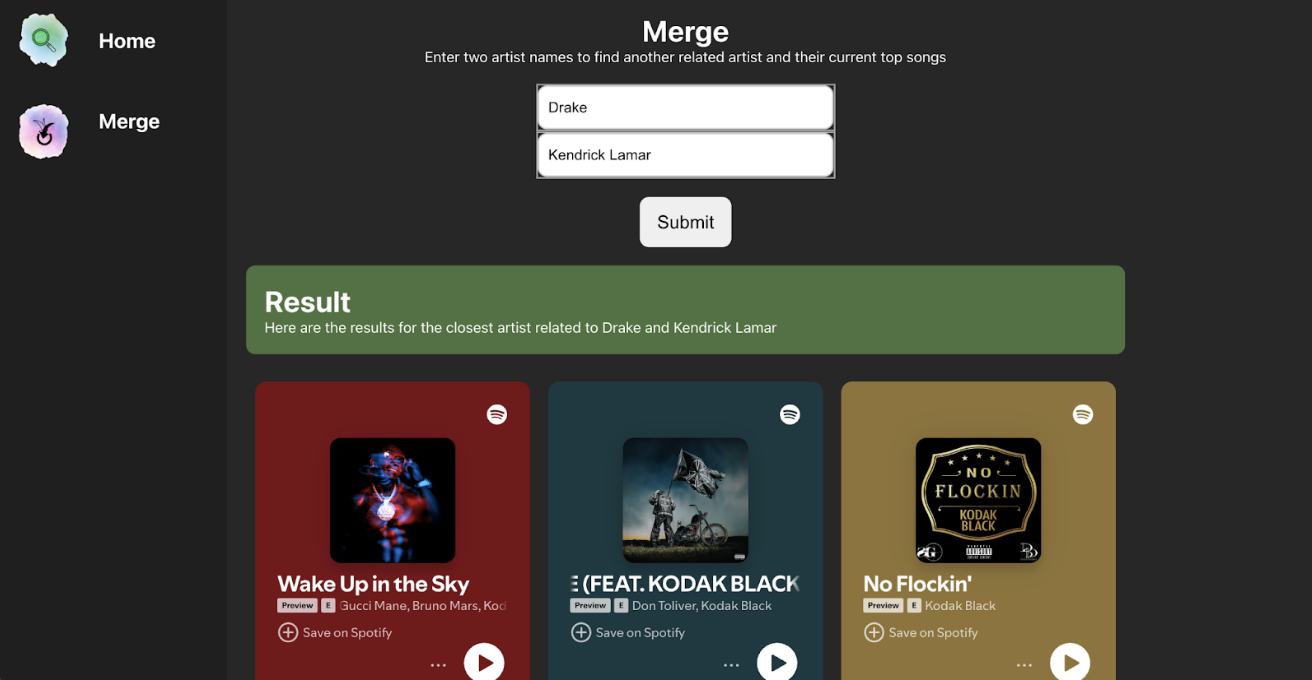 Home
Merge
Merge
Enter two artist names to find another related artist and their current top songs
Drake
Kendrick Lamar
Submit
Result
Here are the results for the closest artist related to Drake and Kendrick Lamar
Wake Up in the Sky
Preview E Gucci Mane, Bruno Mars, Kod
Save on Spotify
(FEAT. KODAK BLACK
Preview E Don Toliver, Kodak Black
Save on Spotify
NO
FLOCKIN
KODAK
BLACK
No Flockin'
Preview E Kodak Black
Save on Spotify